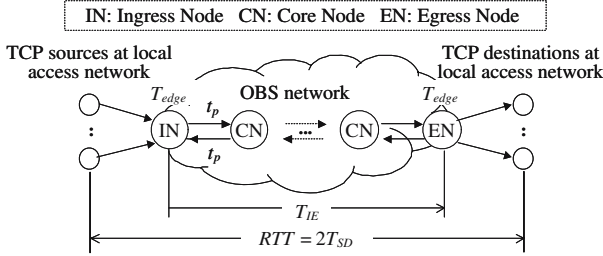 IN: Ingress Node   CN: Core Node   EN: Egress Node
TCP sources at local
access network
TCP destinations at
local access network
T_edge
OBS network
T_edge
t_p
IN
CN
...
CN
EN
:
:
t_p
T_IE
RTT = 2T_SD